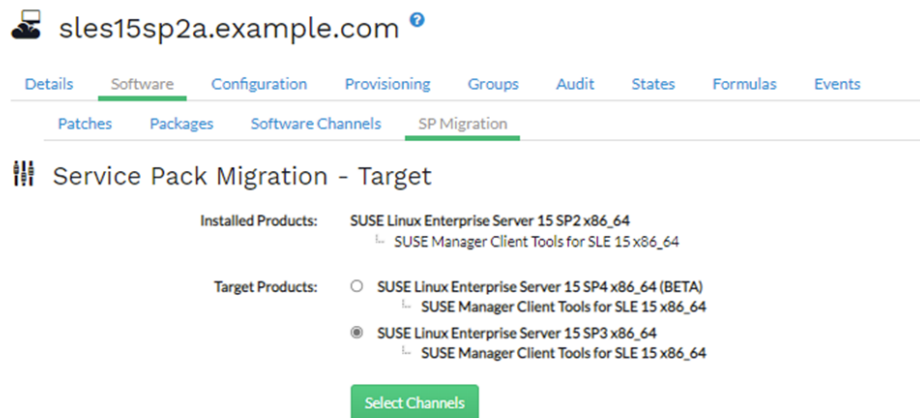 sles15sp2a.example.com ?
Details Software Configuration Provisioning Groups Audit States Formulas Events
Patches Packages Software Channels SP Migration
Service Pack Migration - Target
Installed Products: SUSE Linux Enterprise Server 15 SP2 x86_64
SUSE Manager Client Tools for SLE 15 x86_64
Target Products: SUSE Linux Enterprise Server 15 SP4 x86_64 (BETA)
SUSE Manager Client Tools for SLE 15 x86_64
SUSE Linux Enterprise Server 15 SP3 x86_64
SUSE Manager Client Tools for SLE 15 x86_64
Select Channels